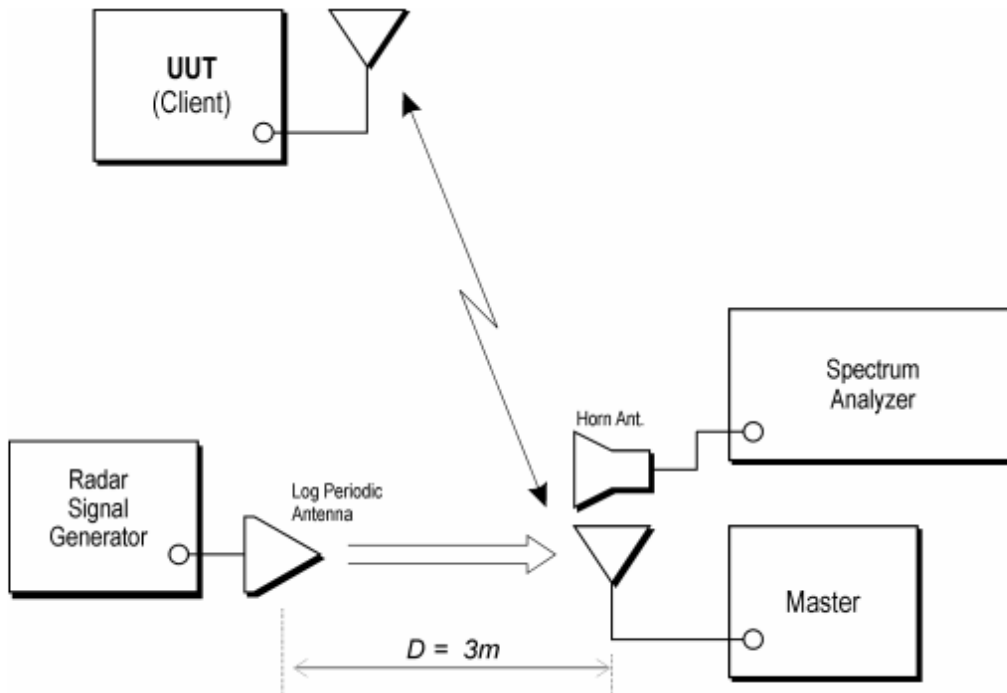 UUT
(Client)
Spectrum
Analyzer
Horn Ant.
Radar
Signal
Generator
Log Periodic
Antenna
Master
D = 3m